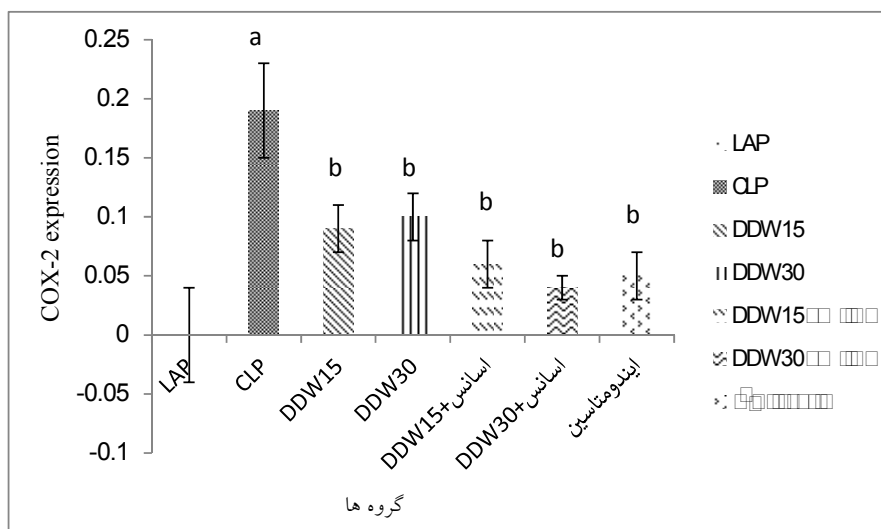 0.25
0.2
0.15
0.1
0.05
0
-0.05
-0.1
COX-2 expression
a
b
b
b
b
b
LAP
CLP
DDW15
DDW30
DDW15+اسانس
DDW30+اسانس
ایندومتاسین
گروه ها
LAP
CLP
DDW15
DDW30
DDW15
DDW30